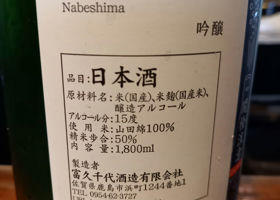 Nabeshima
吟醸
品目:日本酒
原材料名:米(国産)、米麹(国産米)、
醸造アルコール
アルコール分:15度
使用米:山田錦100%
精米歩合:50%
内容量:1,800ml
製造者
富久千代酒造有限会社
佐賀県鹿島市浜町1244番地1
TEL 0954-62-3727